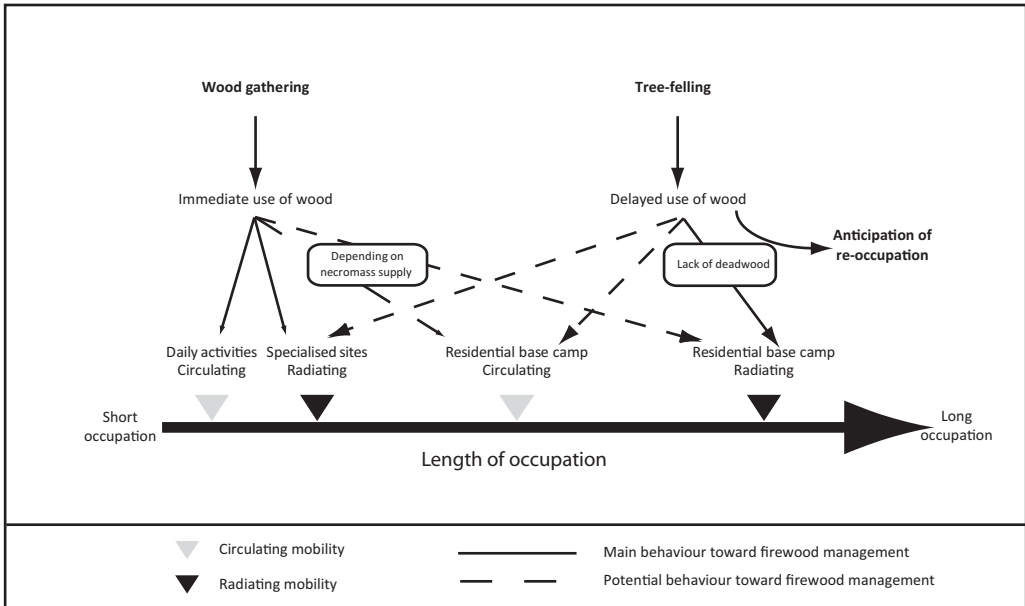 Wood gathering
Tree-felling
Immediate use of wood
Delayed use of wood
Anticipation of
re-occupation
Depending on
necromass supply
Lack of deadwood
Daily activities
Circulating
Specialised sites
Radiating
Residential base camp
Circulating
Residential base camp
Radiating
Short
occupation
Long
occupation
Length of occupation
Circulating mobility
Radiating mobility
Main behaviour toward firewood management
Potential behaviour toward firewood management